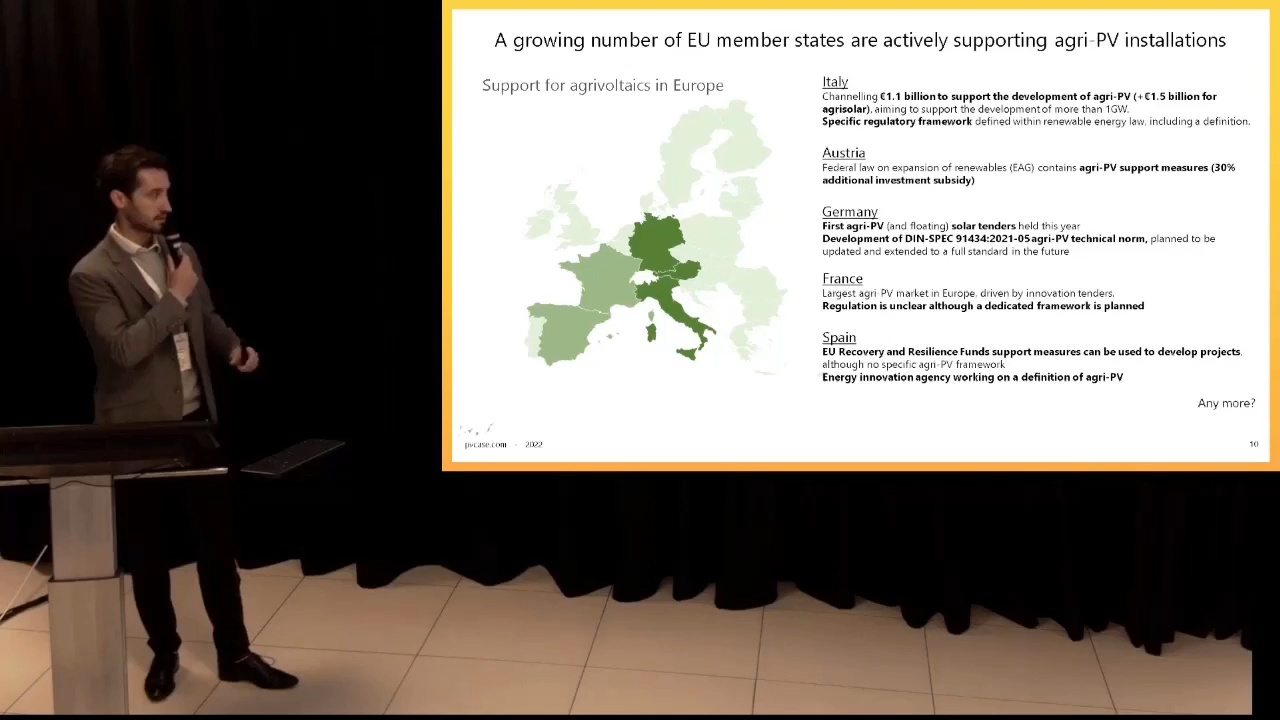 A growing number of EU member states are actively supporting agri-PV installations
Support for agrivoltaics in Europe
Italy
Channelling €1.1 billion to support the development of agri-PV (+€1.5 billion for
agrisolar), aiming to support the development of more than 1GW.
Specific regulatory framework defined within renewable energy law, including a definition.
Austria
Federal law on expansion of renewables (EAG) contains agri-PV support measures (30%
additional investment subsidy)
Germany
First agri-PV (and floating) solar tenders held this year
Development of DIN-SPEC 91434:2021-05 agri-PV technical norm, planned to be
updated and extended to a full standard in the future
France
Largest agri-PV market in Europe, driven by innovation tenders.
Regulation is unclear although a dedicated framework is planned
Spain
EU Recovery and Resilience Funds support measures can be used to develop projects,
although no specific agri-PV framework
Energy innovation agency working on a definition of agri-PV
Any more?
pvcase.com - 2022
10